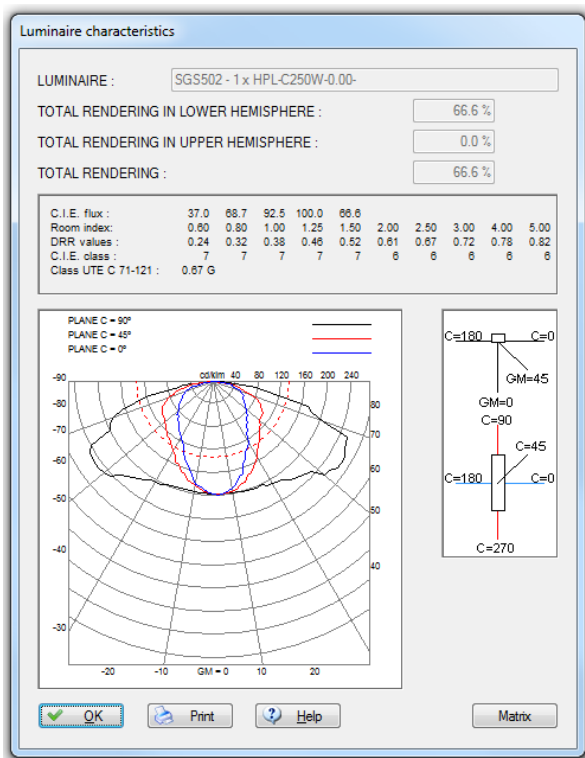 Luminaire characteristics
LUMINAIRE : SGS502 - 1 x HPL-C250W-0.00-
TOTAL RENDERING IN LOWER HEMISPHERE : 66.6 %
TOTAL RENDERING IN UPPER HEMISPHERE : 0.0 %
TOTAL RENDERING : 66.6 %
C.I.E. flux : 37.0 68.7 92.5 100.0 66.6
Room index: 0.60 0.80 1.00 1.25 1.50 2.00 2.50 3.00 4.00 5.00
DRR values : 0.24 0.32 0.38 0.46 0.52 0.61 0.67 0.72 0.78 0.82
C.I.E. class : 7 7 7 7 7 6 6 6 6 6
Class UTE C 71-121 : 0.67 G
PLANE C = 90º
PLANE C = 45º
PLANE C = 0º
-90 cd/klm 40 80 120 160 200 240
-80 80
-70 70
-60 60
-50 50
-40 40
-30
-20 -10 GM = 0 10 20
C=180 C=0
GM=45
GM=0
C=90
C=45
C=180 C=0
C=270
OK Print Help Matrix